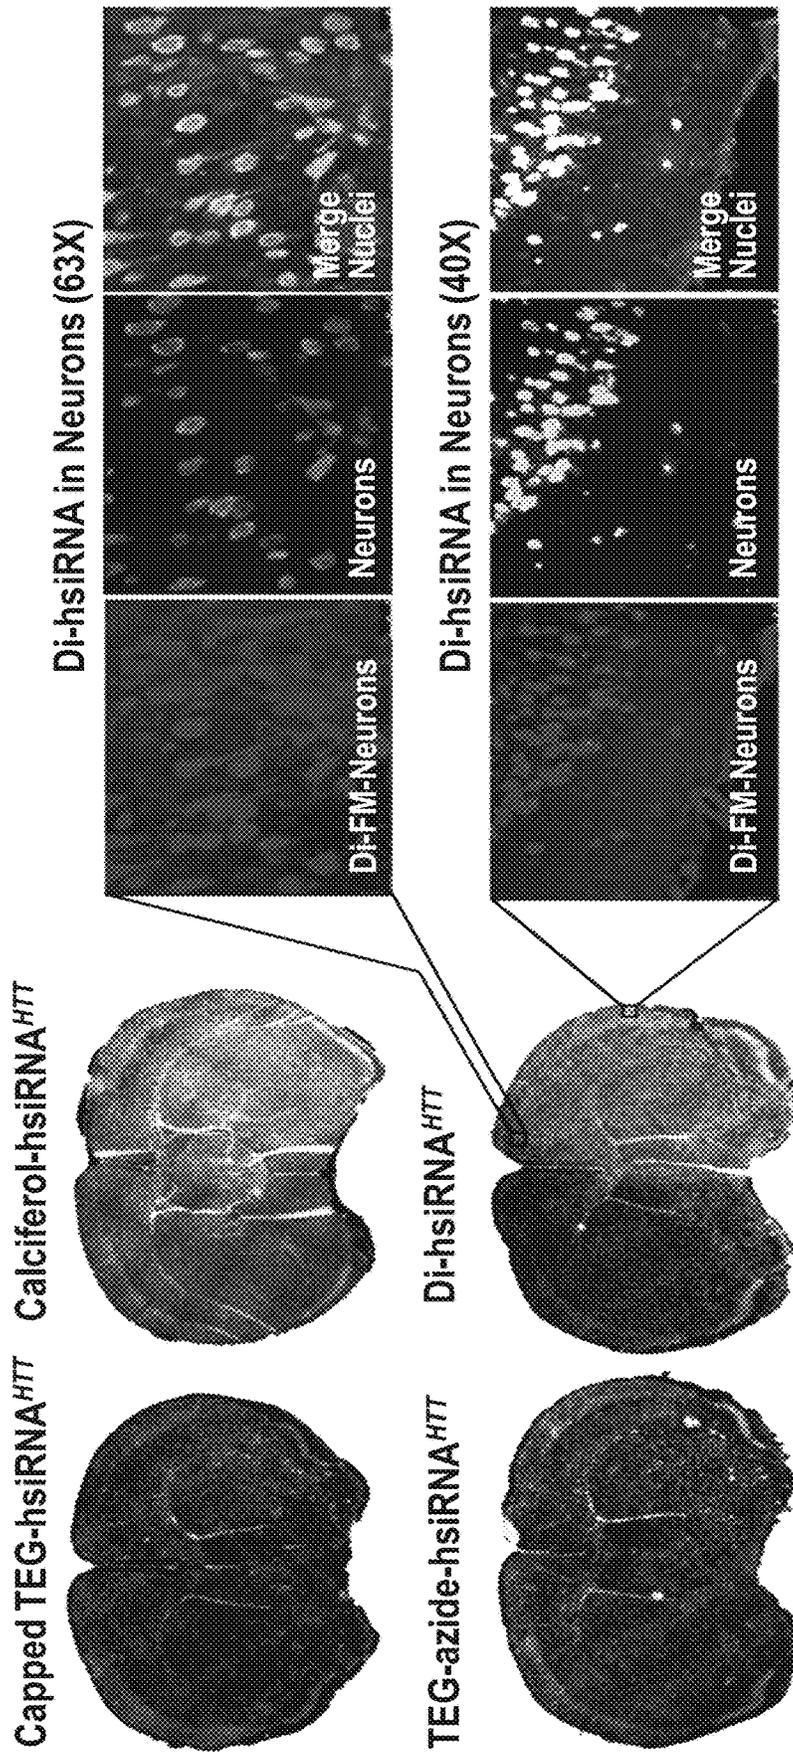 Capped TEG-hsiRNA^HTT
Calciferol-hsiRNA^HTT
Di-hsiRNA in Neurons (63X)
Di-FM-Neurons
Neurons
Merge
Nuclei
TEG-azide-hsiRNA^HTT
Di-hsiRNA^HTT
Di-hsiRNA in Neurons (40X)
Di-FM-Neurons
Neurons
Merge
Nuclei